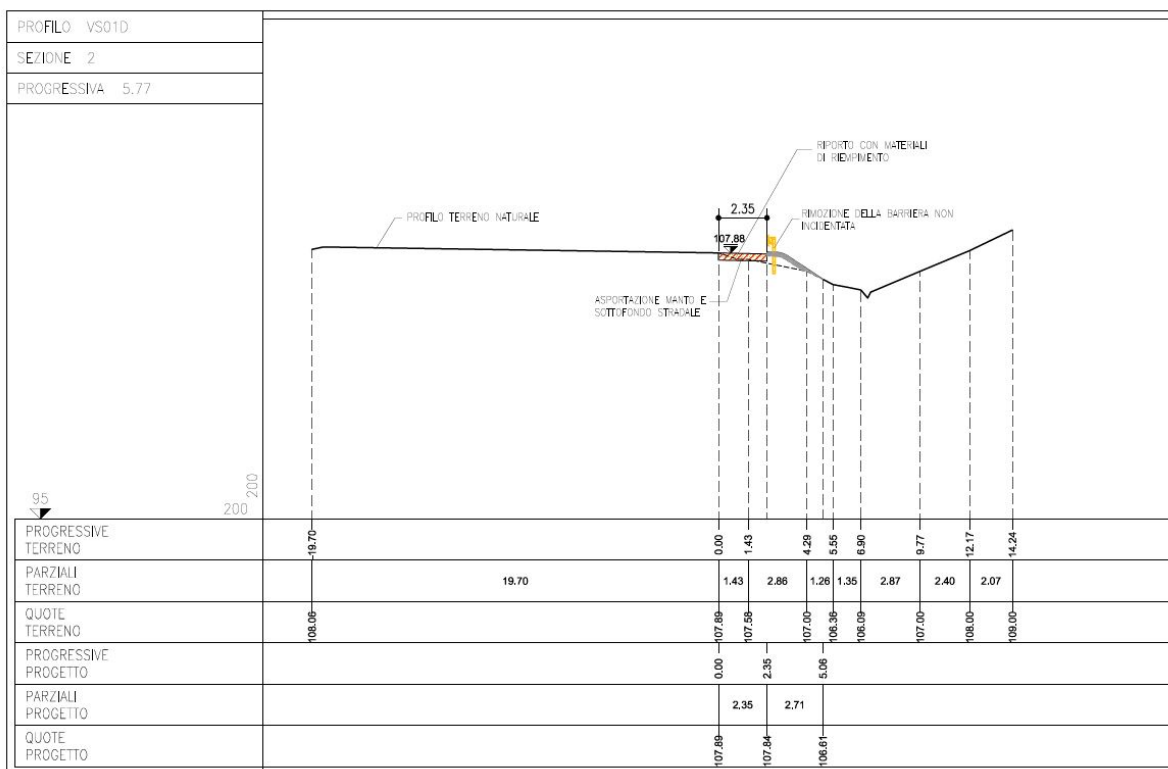 PROFILO VS01D
SEZIONE 2
PROGRESSIVA 5.77
RIPORTO CON MATERIALI
DI RIEMPIMENTO
2.35
PROFILO TERRENO NATURALE
RIMOZIONE DELLA BARRIERA NON
INCIDENTATA
107.88
ASPORTAZIONE MANTO E
SOTTOFONDO STRADALE
95
200
200
PROGRESSIVE
TERRENO
-19.70 0.00 1.43 4.29 5.55 6.90 9.77 12.17 14.24
PARZIALI
TERRENO
19.70 1.43 2.86 1.26 1.35 2.87 2.40 2.07
QUOTE
TERRENO
108.06 107.89 107.58 107.00 106.36 106.09 107.00 108.00 109.00
PROGRESSIVE
PROGETTO
0.00 2.35 5.06
PARZIALI
PROGETTO
2.35 2.71
QUOTE
PROGETTO
107.89 107.84 106.61